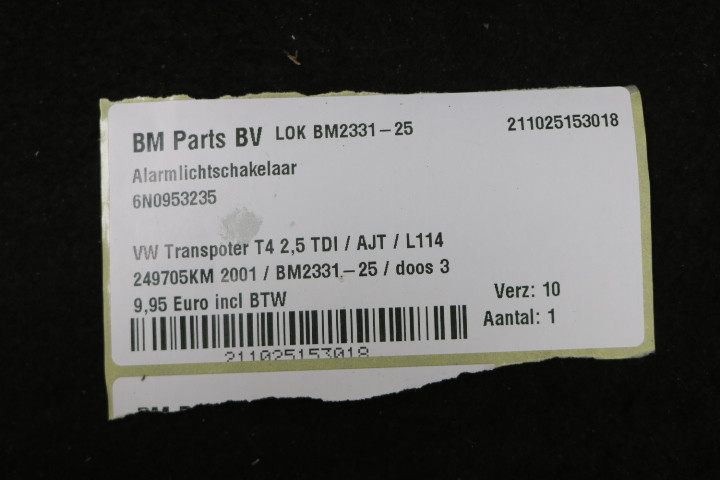 BM Parts BV LOK BM2331-25 211025153018
Alarmlichtschakelaar
6N0953235
VW Transpoter T4 2,5 TDI / AJT / L114
249705KM 2001 / BM2331-25 / doos 3
9,95 Euro incl BTW
Verz: 10
Aantal: 1
211025153018
BM